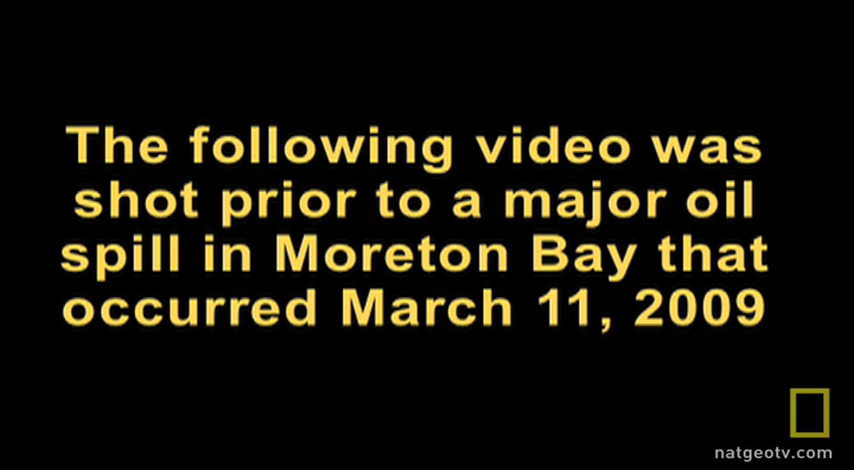 The following video was
shot prior to a major oil
spill in Moreton Bay that
occurred March 11, 2009
natgeotv.com